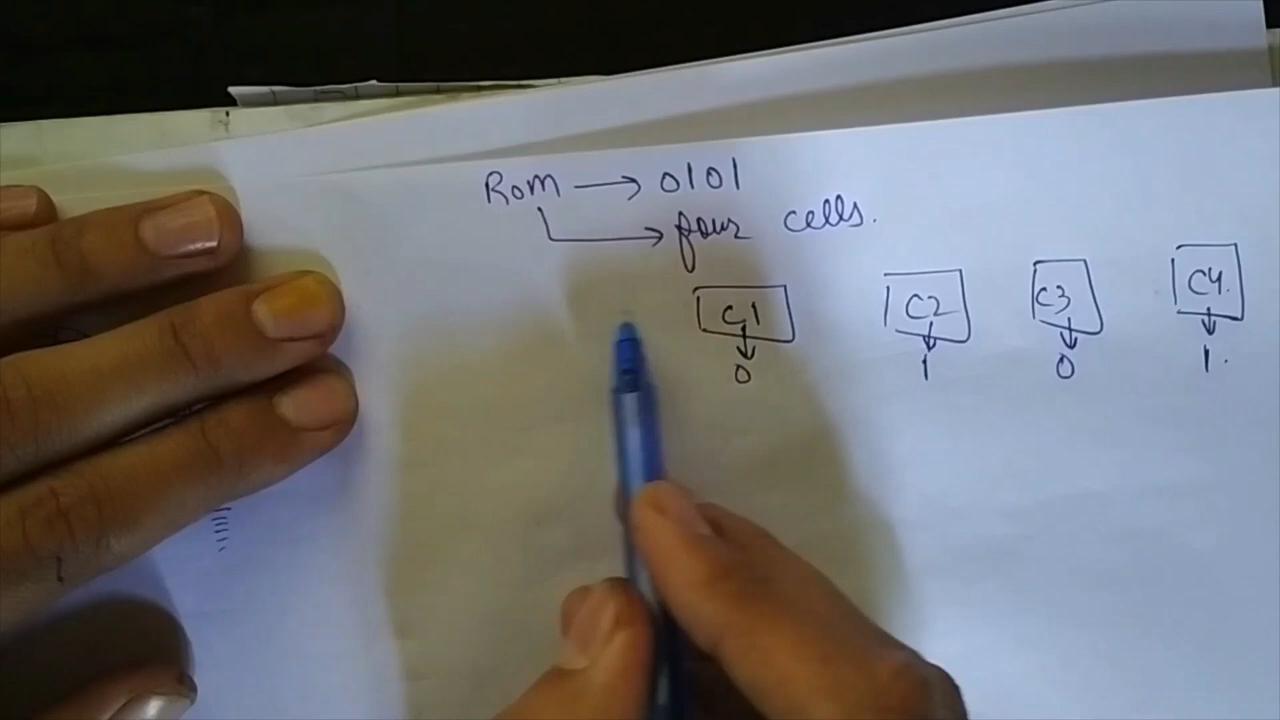 Rom → 0101
→ four cells.
C1 C2 C3 C4.
0 1 0 1.